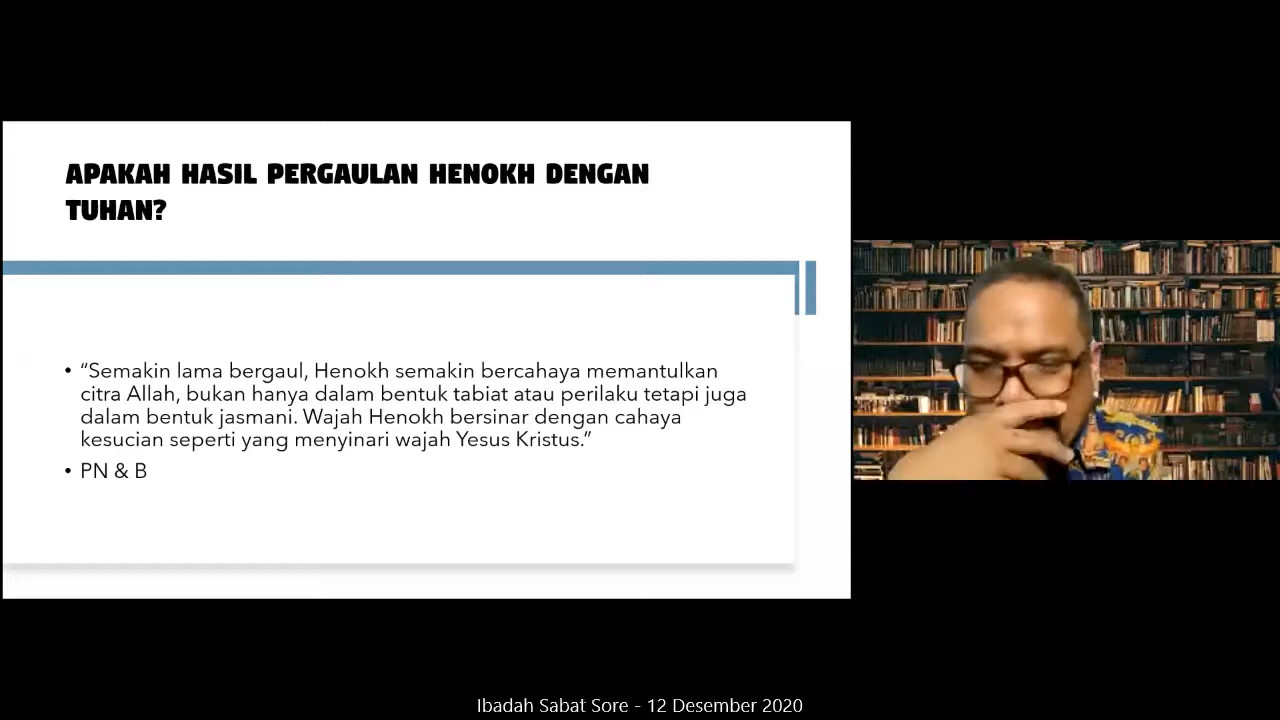 APAKAH HASIL PERGAULAN HENOKH DENGAN
TUHAN?
• “Semakin lama bergaul, Henokh semakin bercahaya memantulkan
citra Allah, bukan hanya dalam bentuk tabiat atau perilaku tetapi juga
dalam bentuk jasmani. Wajah Henokh bersinar dengan cahaya
kesucian seperti yang menyinari wajah Yesus Kristus.”
• PN & B
Ibadah Sabat Sore - 12 Desember 2020